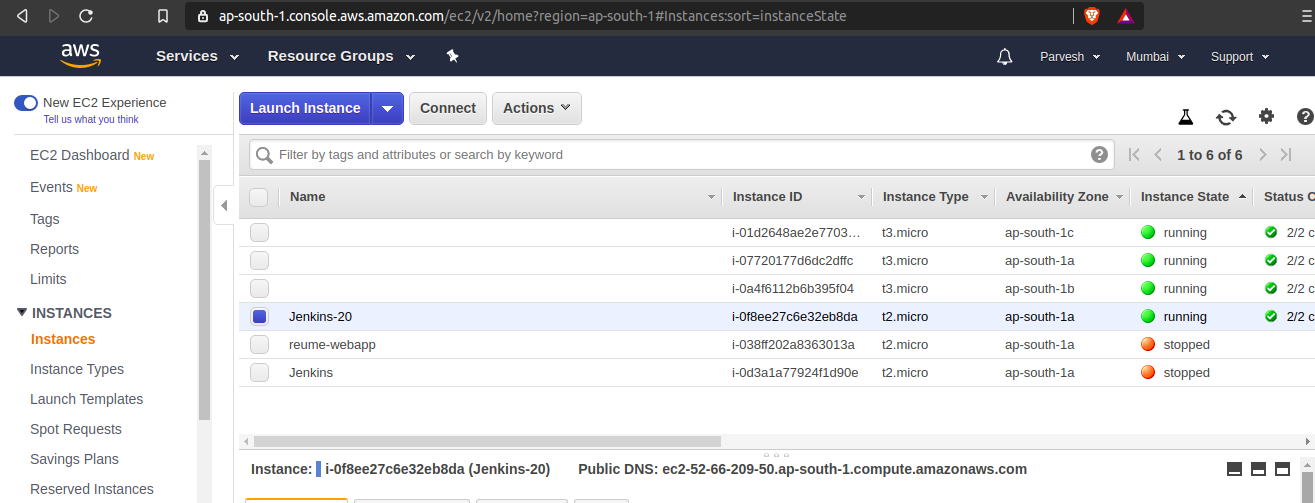 ap-south-1.console.aws.amazon.com/ec2/v2/home?region=ap-south-1#Instances:sort=instanceState
aws Services Resource Groups Parvesh Mumbai Support
New EC2 Experience
Tell us what you think
Launch Instance Connect Actions
EC2 Dashboard New
Events New
Tags
Reports
Limits
INSTANCES
Instances
Instance Types
Launch Templates
Spot Requests
Savings Plans
Reserved Instances
Filter by tags and attributes or search by keyword ? 1 to 6 of 6
Name Instance ID Instance Type Availability Zone Instance State Status C
i-01d2648ae2e7703... t3.micro ap-south-1c running 2/2 c
i-07720177d6dc2dffc t3.micro ap-south-1a running 2/2 c
i-0a4f6112b6b395f04 t3.micro ap-south-1b running 2/2 c
Jenkins-20 i-0f8ee27c6e32eb8da t2.micro ap-south-1a running 2/2 c
reume-webapp i-038ff202a8363013a t2.micro ap-south-1a stopped
Jenkins i-0d3a1a77924f1d90e t2.micro ap-south-1a stopped
Instance: i-0f8ee27c6e32eb8da (Jenkins-20) Public DNS: ec2-52-66-209-50.ap-south-1.compute.amazonaws.com